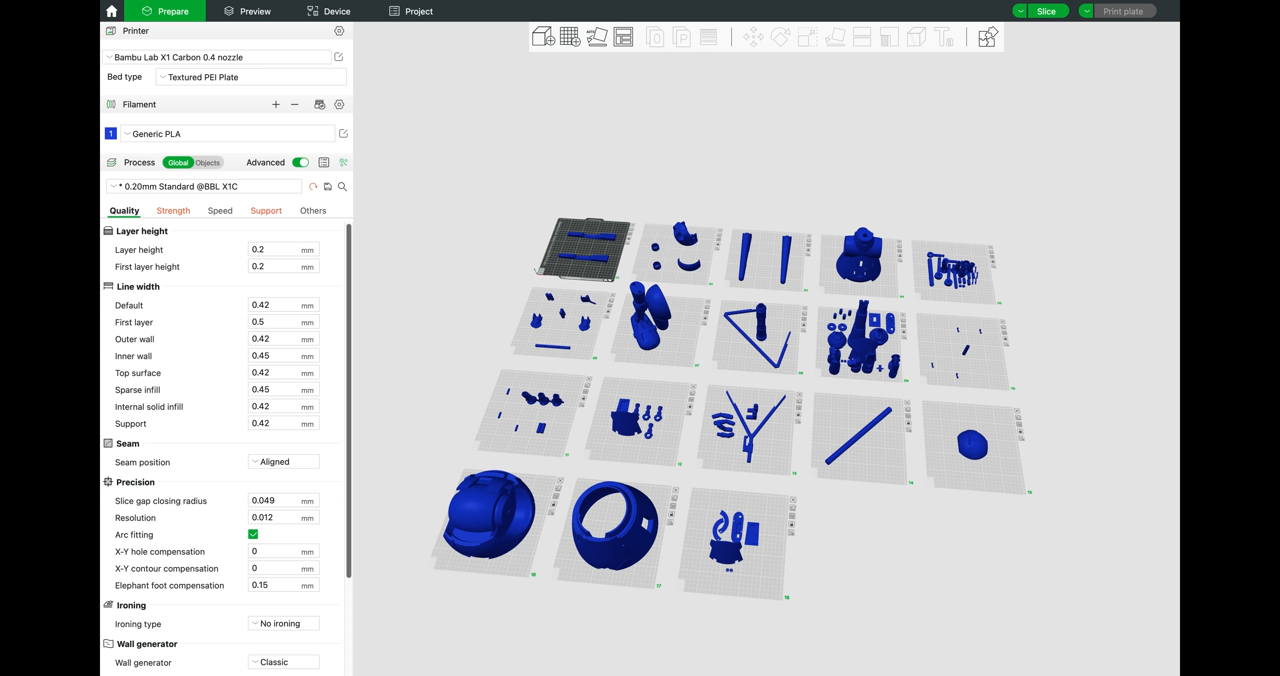 Prepare Preview Device Project Slice Print plate
Printer
Bambu Lab X1 Carbon 0.4 nozzle
Bed type Textured PEI Plate
Filament
1 Generic PLA
Process Global Objects Advanced
* 0.20mm Standard @BBL X1C
Quality Strength Speed Support Others
Layer height
Layer height 0.2 mm
First layer height 0.2 mm
Line width
Default 0.42 mm
First layer 0.5 mm
Outer wall 0.42 mm
Inner wall 0.45 mm
Top surface 0.42 mm
Sparse infill 0.45 mm
Internal solid infill 0.42 mm
Support 0.42 mm
Seam
Seam position Aligned
Precision
Slice gap closing radius 0.049 mm
Resolution 0.012 mm
Arc fitting
X-Y hole compensation 0 mm
X-Y contour compensation 0 mm
Elephant foot compensation 0.15 mm
Ironing
Ironing type No ironing
Wall generator
Wall generator Classic